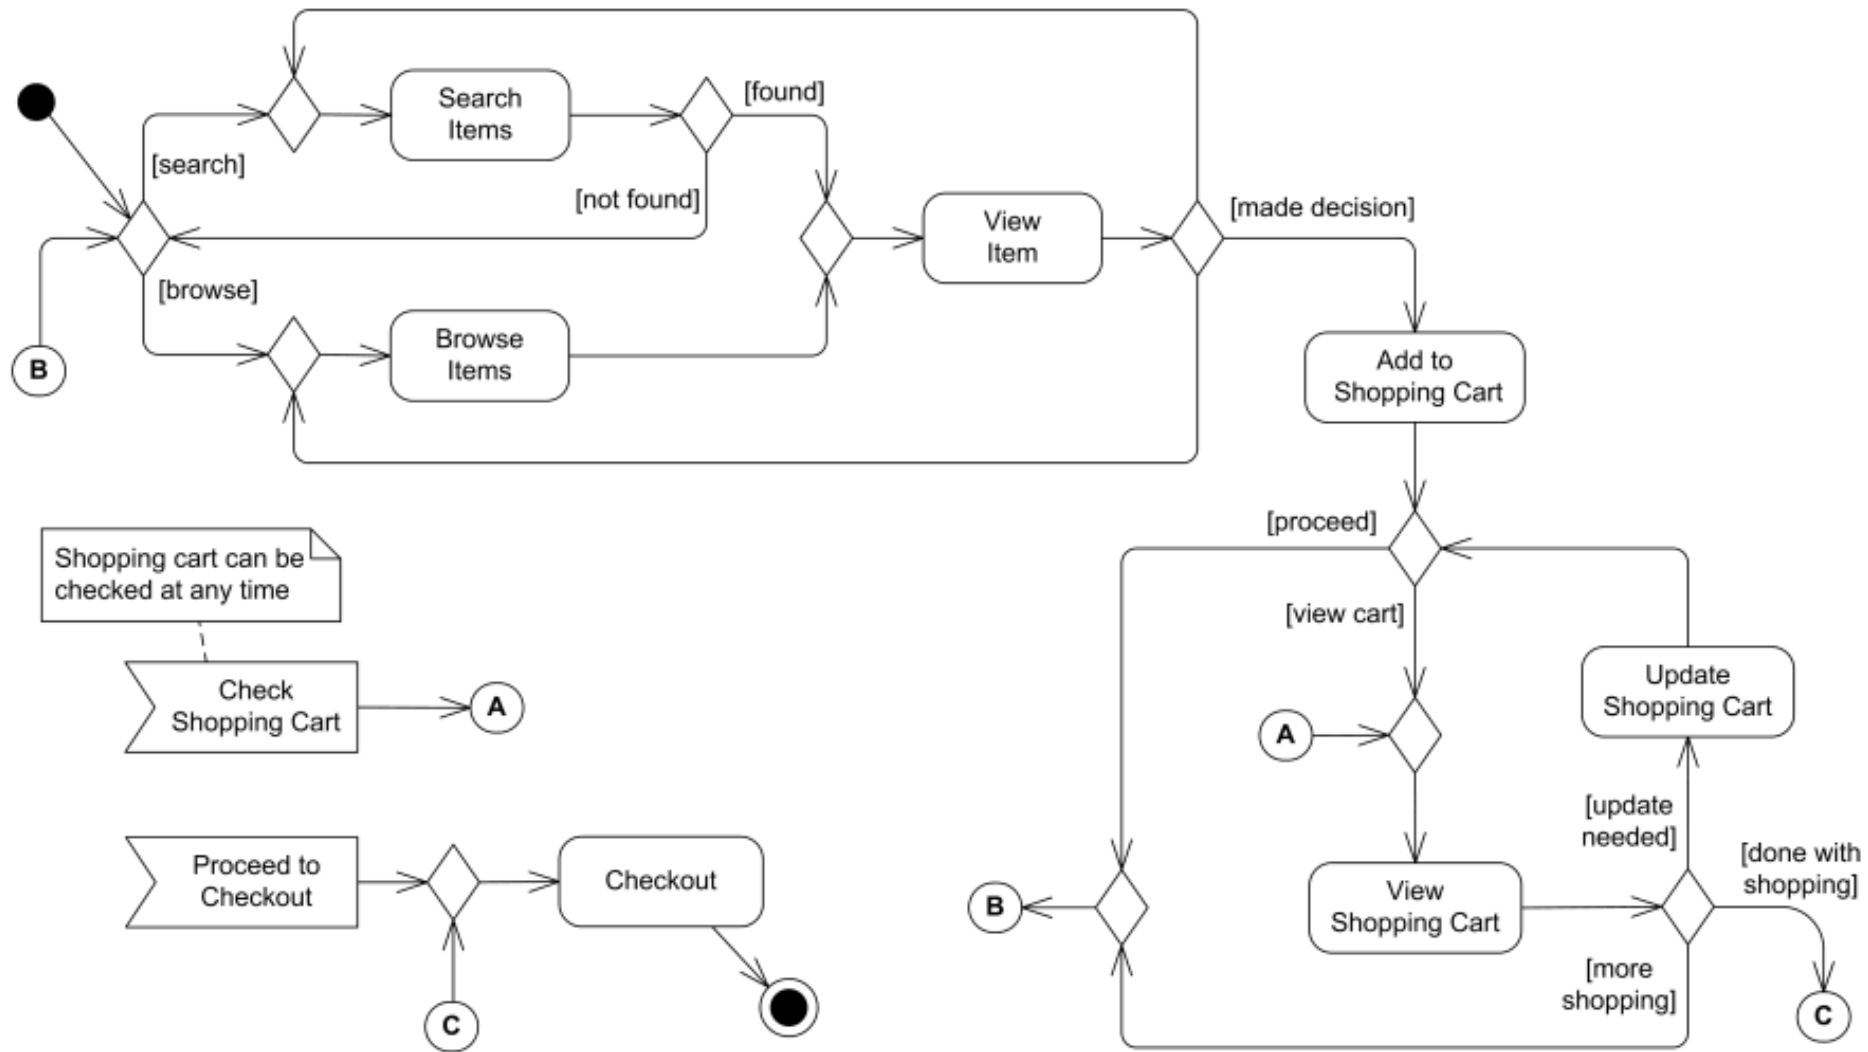 Search
Items
[found]
[search]
[not found]
View
Item
[made decision]
[browse]
Browse
Items
B
Add to
Shopping Cart
[proceed]
Shopping cart can be
checked at any time
[view cart]
Check
Shopping Cart
A
A
Update
Shopping Cart
[update
needed]
[done with
shopping]
Proceed to
Checkout
Checkout
B
View
Shopping Cart
[more
shopping]
C
C